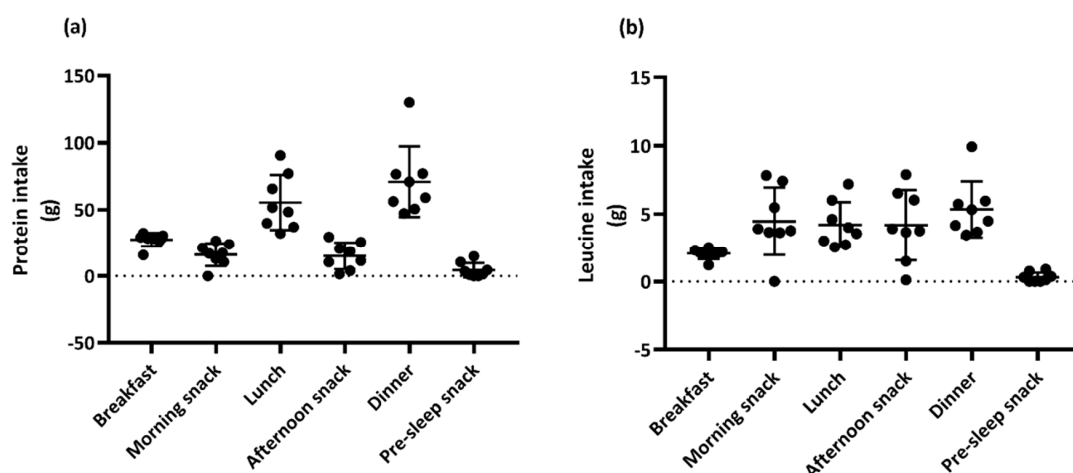 (a)
Protein intake
(g)
150
100
50
0
-50
Breakfast
Morning snack
Lunch
Afternoon snack
Dinner
Pre-sleep snack
(b)
Leucine intake
(g)
15
10
5
0
-5
Breakfast
Morning snack
Lunch
Afternoon snack
Dinner
Pre-sleep snack